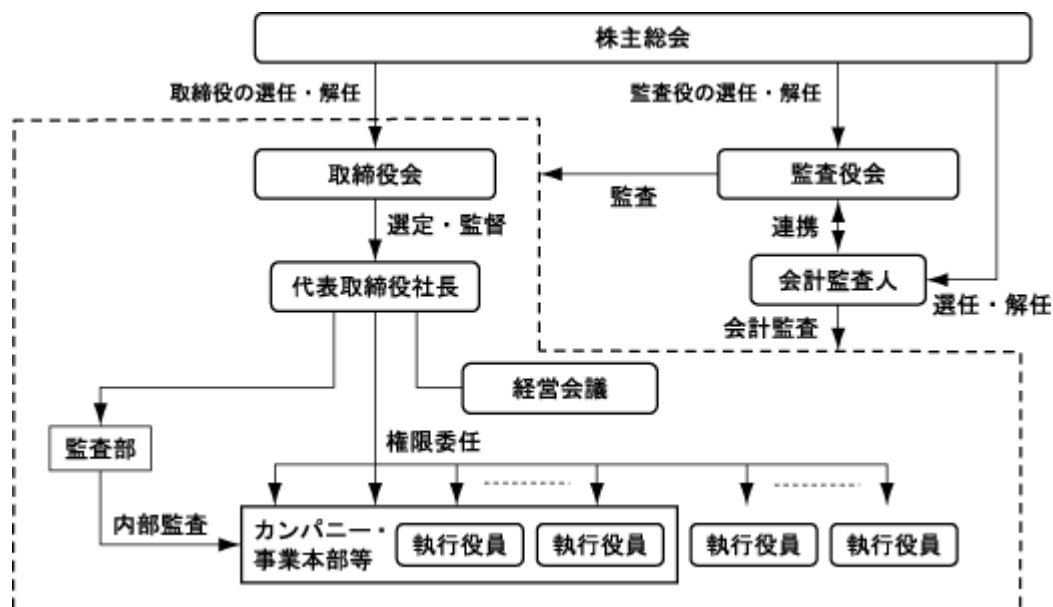 株主総会
取締役の選任・解任
監査役の選任・解任
取締役会
監査役会
監査
選定・監督
連携
代表取締役社長
会計監査人
選任・解任
会計監査
経営会議
監査部
権限委任
内部監査
カンパニー・
事業本部等
執行役員
執行役員
執行役員
執行役員